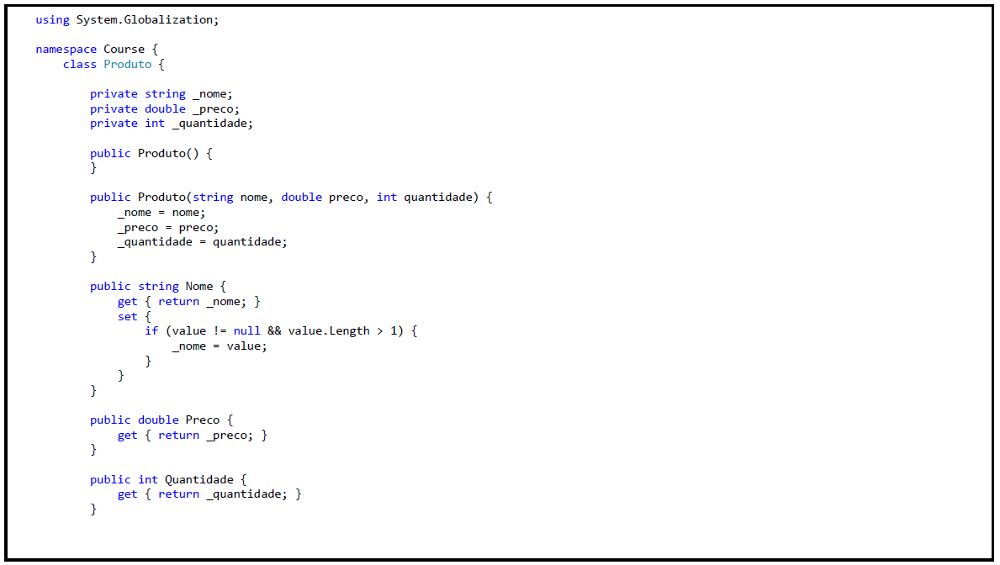 using System.Globalization;
namespace Course {
class Produto {
private string _nome;
private double _preco;
private int _quantidade;
public Produto() {
}
public Produto(string nome, double preco, int quantidade) {
_nome = nome;
_preco = preco;
_quantidade = quantidade;
}
public string Nome {
get { return _nome; }
set {
if (value != null && value.Length > 1) {
_nome = value;
}
}
}
public double Preco {
get { return _preco; }
}
public int Quantidade {
get { return _quantidade; }
}